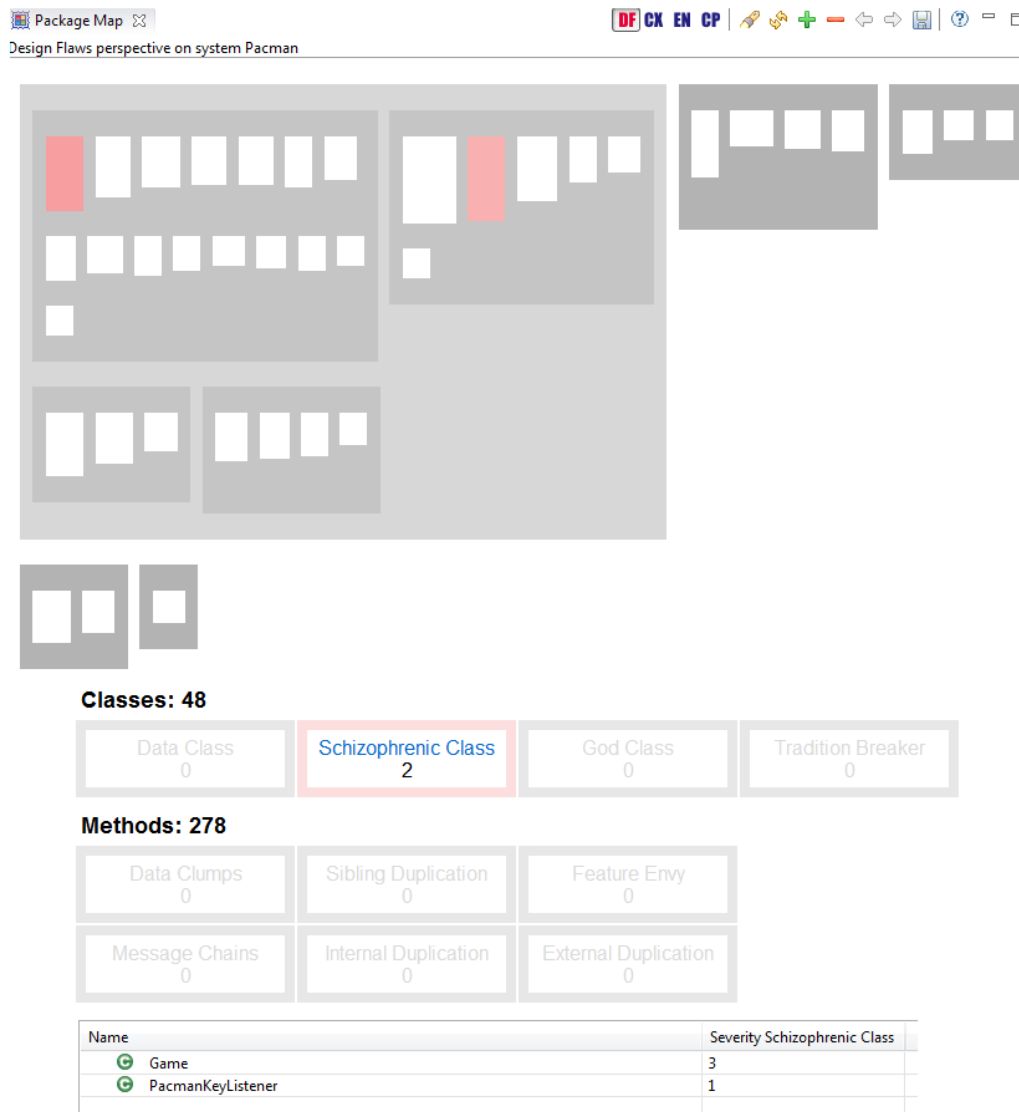 Package Map
DF CX EN CP
Design Flaws perspective on system Pacman
Classes: 48
Data Class Schizophrenic Class God Class Tradition Breaker
0 2 0 0
Methods: 278
Data Clumps Sibling Duplication Feature Envy
0 0 0
Message Chains Internal Duplication External Duplication
0 0 0
Name Severity Schizophrenic Class
C Game 3
C PacmanKeyListener 1